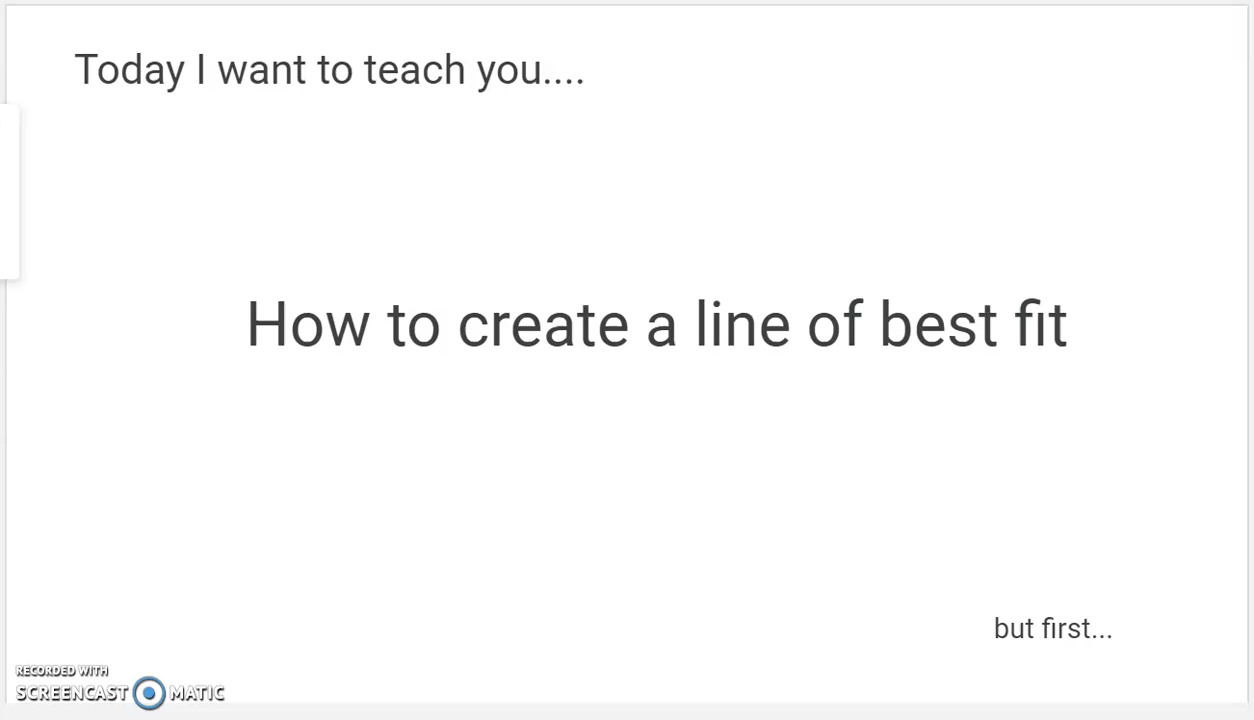 Today I want to teach you....
How to create a line of best fit
but first...
RECORDED WITH
SCREENCAST MATIC